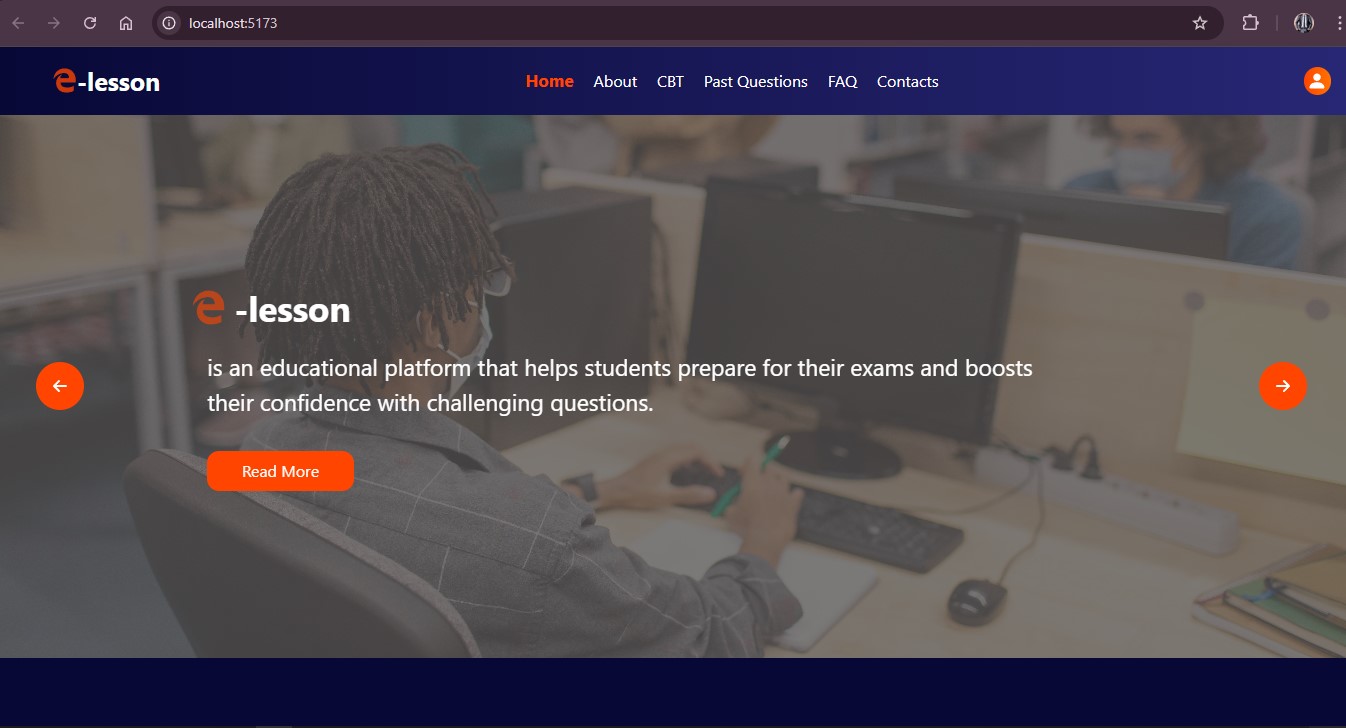 localhost:5173
e-lesson
Home About CBT Past Questions FAQ Contacts
e -lesson
is an educational platform that helps students prepare for their exams and boosts
their confidence with challenging questions.
Read More